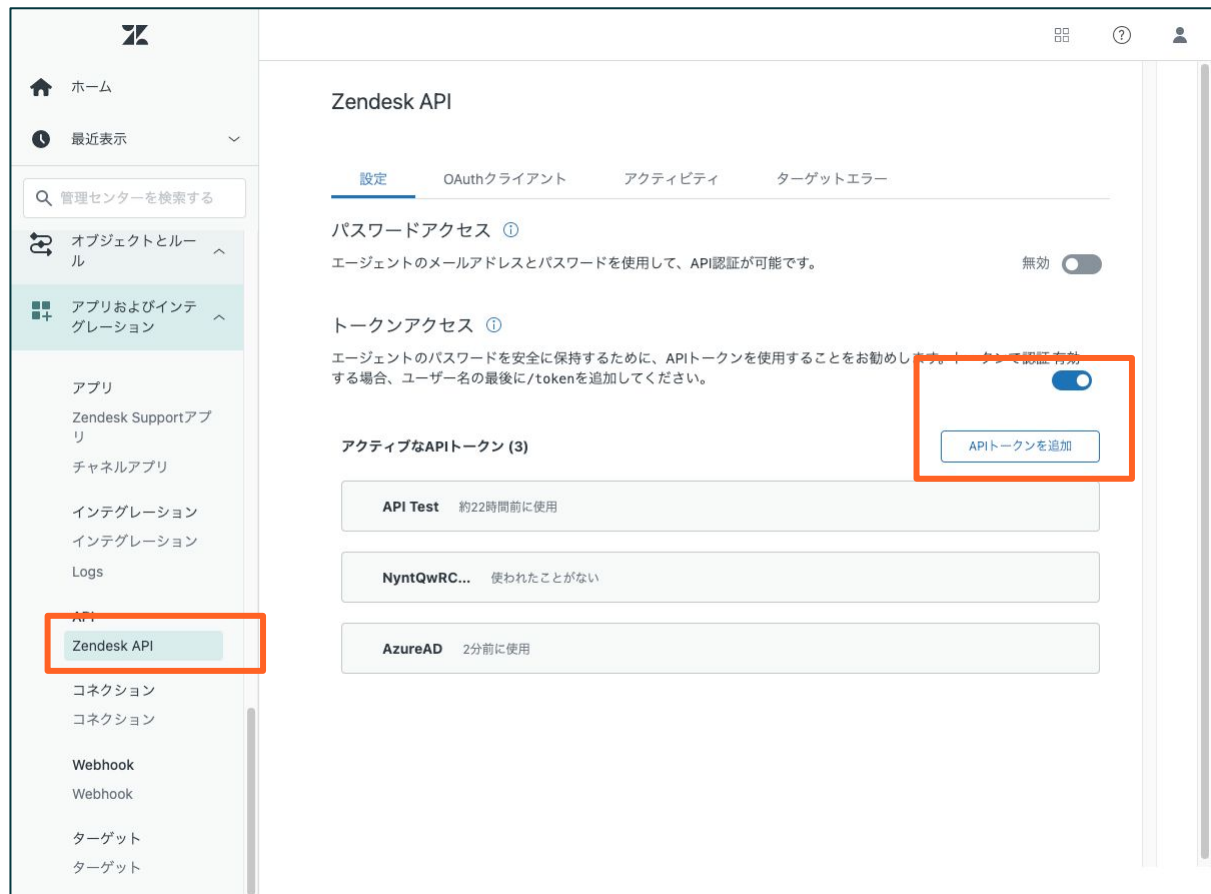 ホーム
最近表示
管理センターを検索する
オブジェクトとルー
ル
アプリおよびインテ
グレーション
アプリ
Zendesk Supportアプ
リ
チャネルアプリ
インテグレーション
インテグレーション
Logs
API
Zendesk API
コネクション
コネクション
Webhook
Webhook
ターゲット
ターゲット
Zendesk API
設定 OAuthクライアント アクティビティ ターゲットエラー
パスワードアクセス
エージェントのメールアドレスとパスワードを使用して、API認証が可能です。 無効
トークンアクセス
エージェントのパスワードを安全に保持するために、APIトークンを使用することをお勧めします。トークンで認証 有効
する場合、ユーザー名の最後に/tokenを追加してください。
アクティブなAPIトークン (3) APIトークンを追加
API Test 約22時間前に使用
NyntQwRC... 使われたことがない
AzureAD 2分前に使用